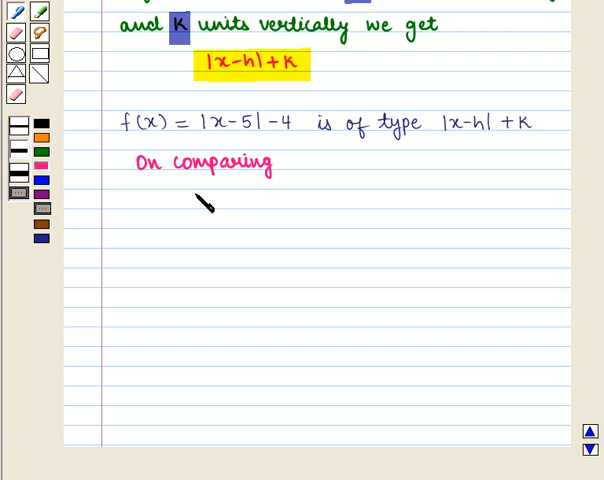 and K units vertically we get
|x-h|+K
f(x) = |x-5|-4 is of type |x-h|+K
On comparing